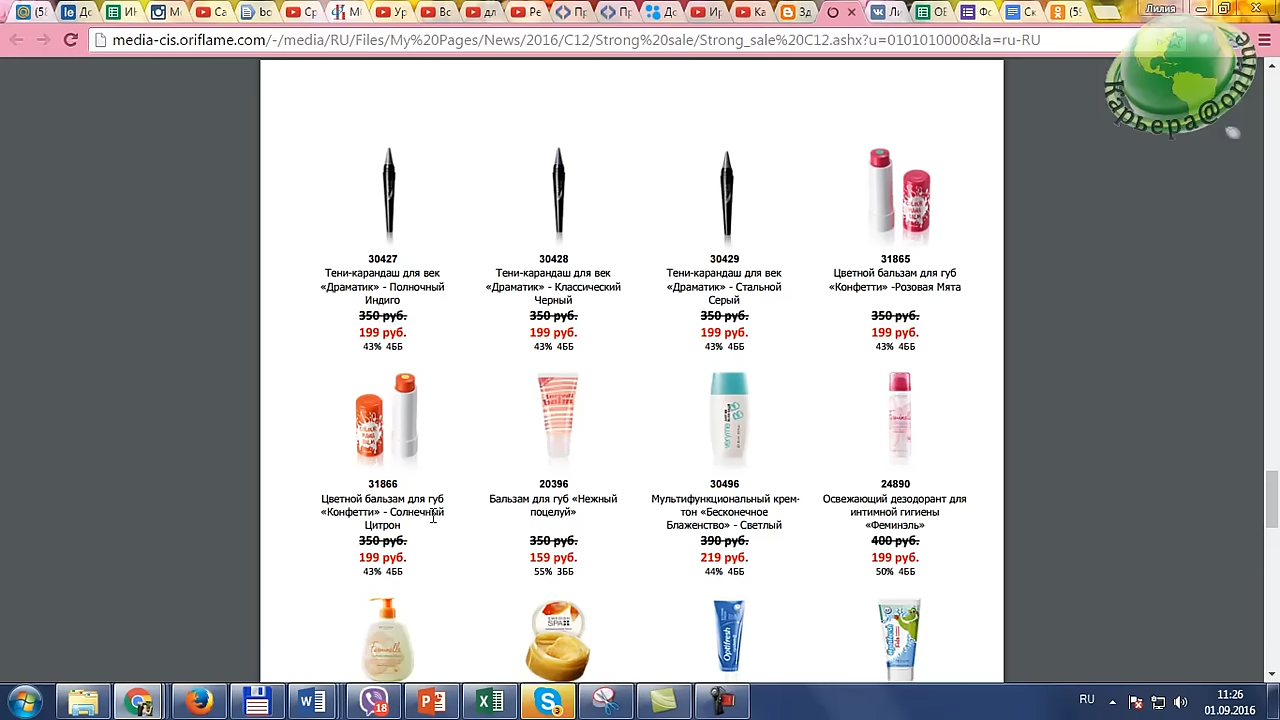 Лилия
media-cis.oriflame.com/-/media/RU/Files/My%20Pages/News/2016/C12/Strong%20sale/Strong_sale%20C12.ashx?u=0101010000&la=ru-RU
Карьера@online
30427
Тени-карандаш для век
«Драматик» - Полночный
Индиго
350 руб.
199 руб.
43% 4ББ
30428
Тени-карандаш для век
«Драматик» - Классический
Черный
350 руб.
199 руб.
43% 4ББ
30429
Тени-карандаш для век
«Драматик» - Стальной
Серый
350 руб.
199 руб.
43% 4ББ
31865
Цветной бальзам для губ
«Конфетти» -Розовая Мята
350 руб.
199 руб.
43% 4ББ
31866
Цветной бальзам для губ
«Конфетти» - Солнечный
Цитрон
350 руб.
199 руб.
43% 4ББ
20396
Бальзам для губ «Нежный
поцелуй»
350 руб.
159 руб.
55% 3ББ
30496
Мультифункциональный крем-
тон «Бесконечное
Блаженство» - Светлый
390 руб.
219 руб.
44% 4ББ
24890
Освежающий дезодорант для
интимной гигиены
«Феминэль»
400 руб.
199 руб.
50% 4ББ
Feminelle
SPA
Optifresh
18
3
RU
11:26
01.09.2016